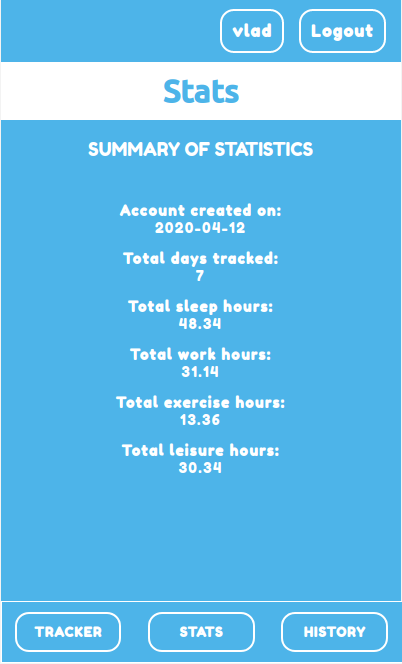 vlad Logout
Stats
SUMMARY OF STATISTICS
Account created on:
2020-04-12
Total days tracked:
7
Total sleep hours:
48.34
Total work hours:
31.14
Total exercise hours:
13.36
Total leisure hours:
30.34
TRACKER STATS HISTORY